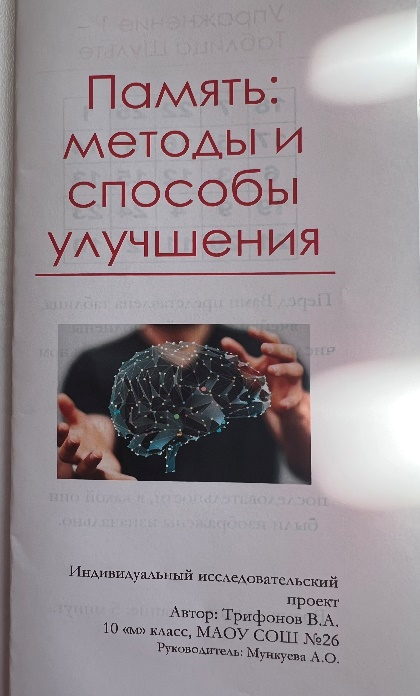 Память:
методы и
способы
улучшения
Индивидуальный исследовательский
проект
Автор: Трифонов В.А.
10 «м» класс, МАОУ СОШ №26
Руководитель: Мункуева А.О.